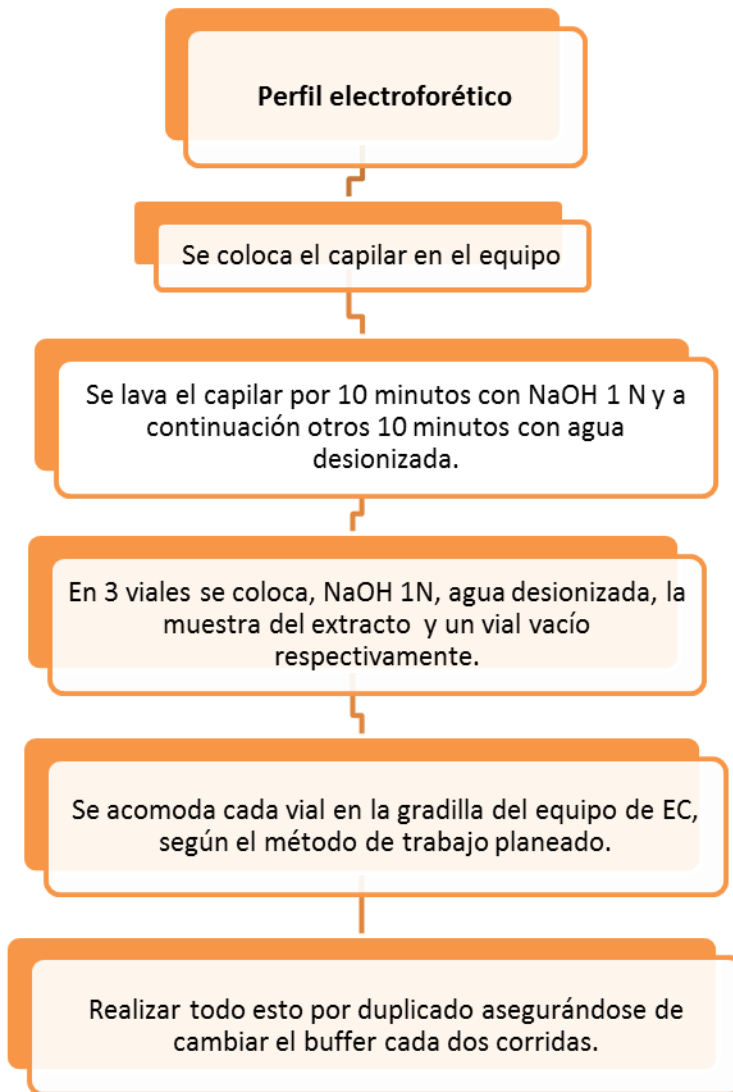 Perfil electroforético
Se coloca el capilar en el equipo
Se lava el capilar por 10 minutos con NaOH 1 N y a
continuación otros 10 minutos con agua
desionizada.
En 3 viales se coloca, NaOH 1N, agua desionizada, la
muestra del extracto y un vial vacío
respectivamente.
Se acomoda cada vial en la gradilla del equipo de EC,
según el método de trabajo planeado.
Realizar todo esto por duplicado asegurándose de
cambiar el buffer cada dos corridas.